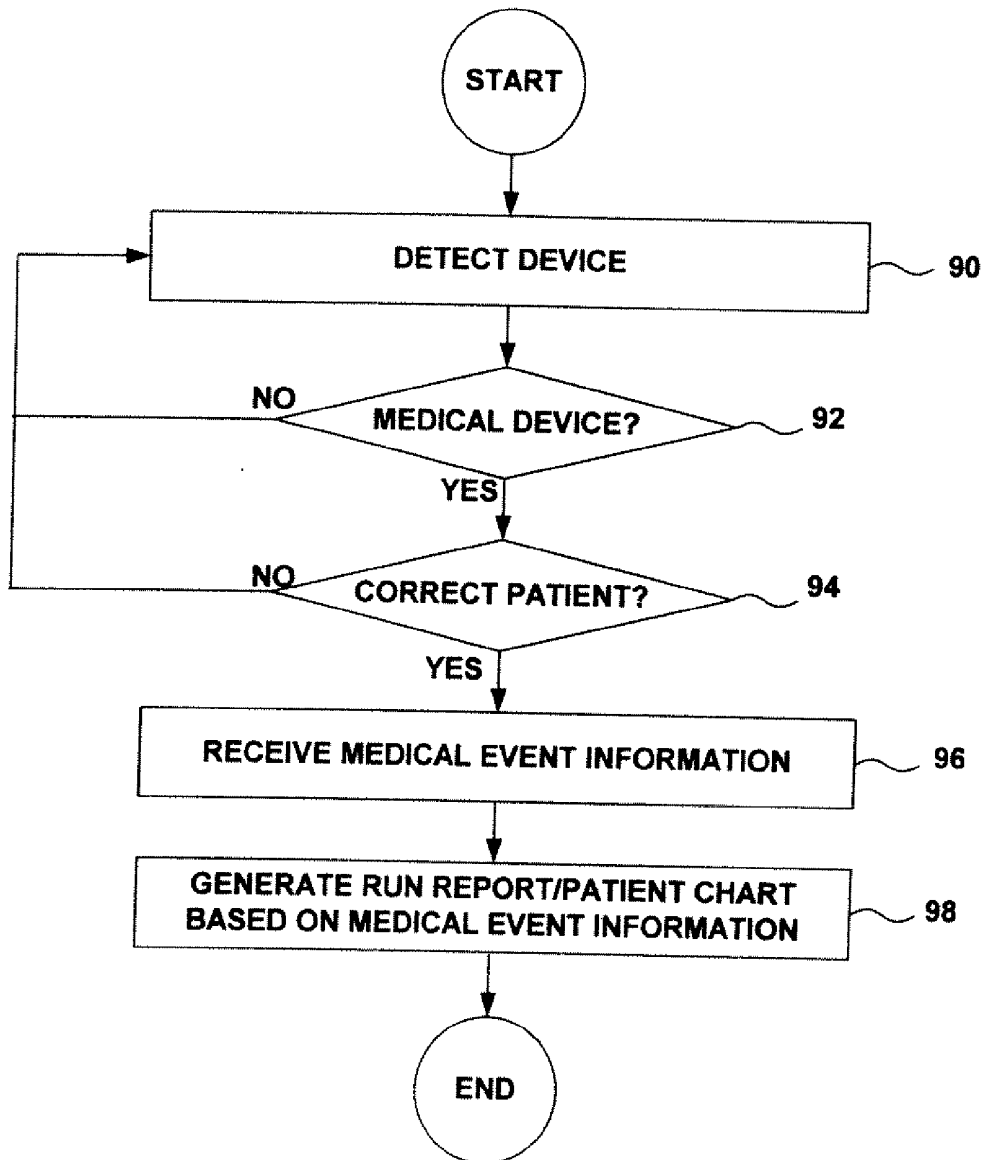 START
DETECT DEVICE
90
NO
MEDICAL DEVICE?
92
YES
NO
CORRECT PATIENT?
94
YES
RECEIVE MEDICAL EVENT INFORMATION
96
GENERATE RUN REPORT/PATIENT CHART
BASED ON MEDICAL EVENT INFORMATION
98
END